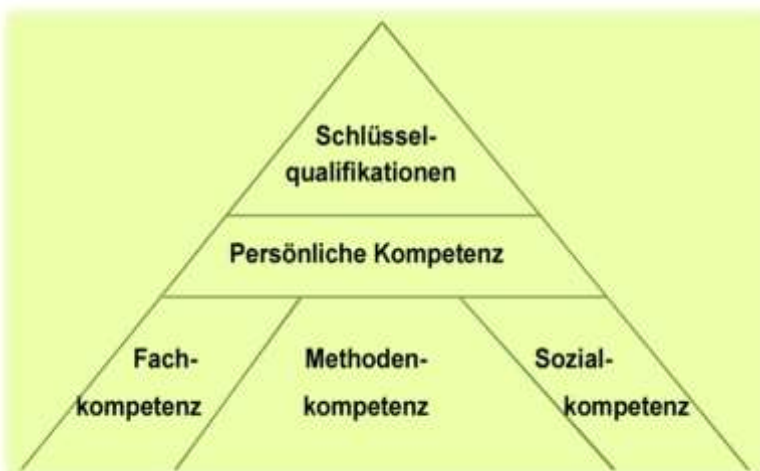 Schlüssel-
qualifikationen
Persönliche Kompetenz
Fach-
kompetenz
Methoden-
kompetenz
Sozial-
kompetenz